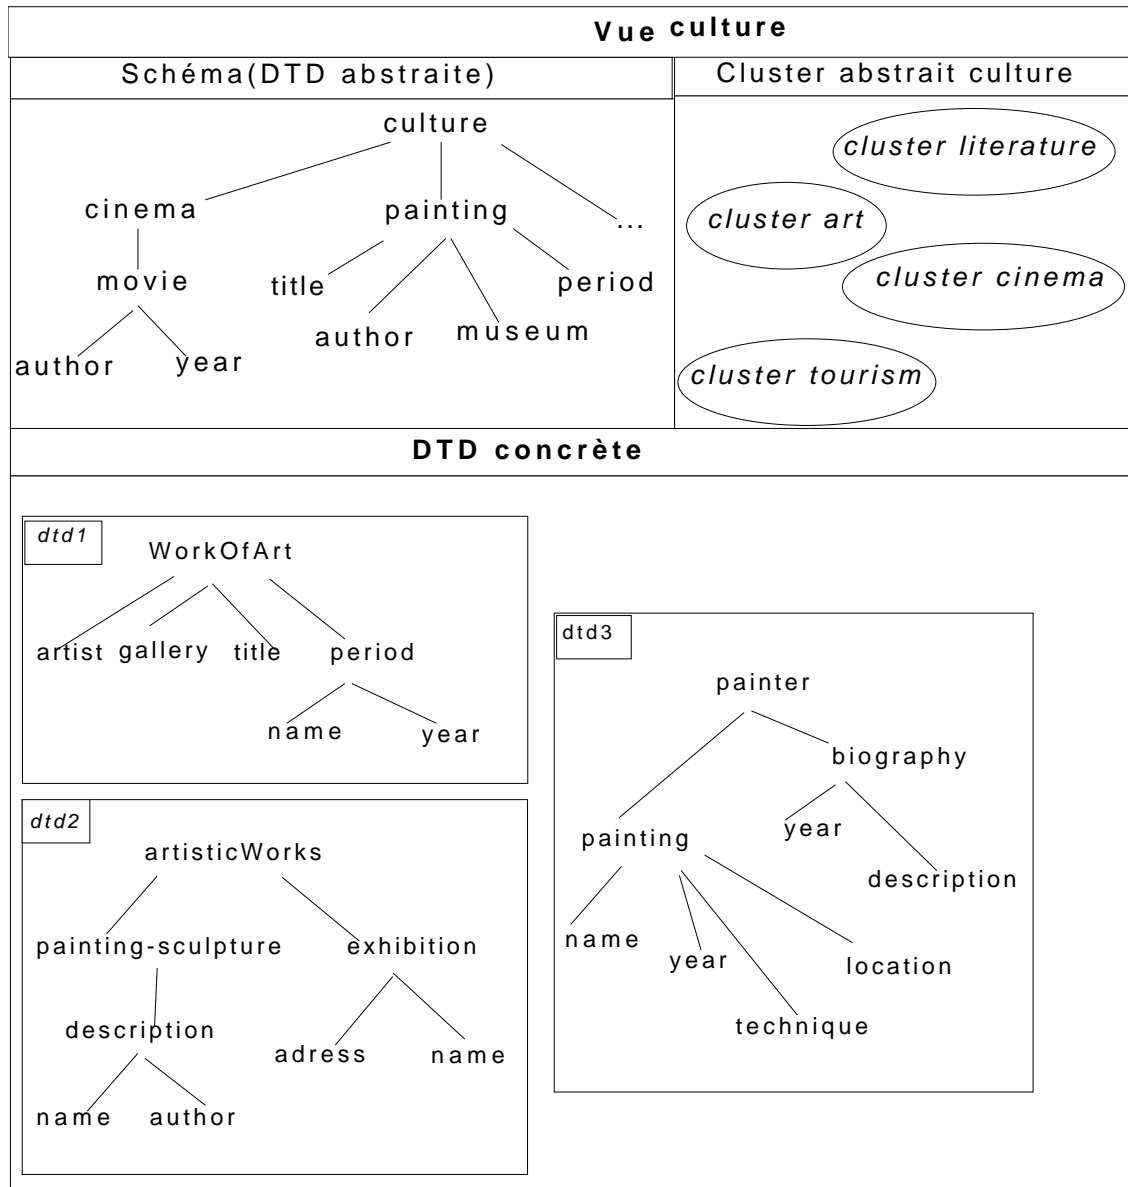 Vue culture
Schéma(DTD abstraite)
Cluster abstrait culture
culture
cinema
painting
...
movie
title
period
author
museum
author
year
cluster literature
cluster art
cluster cinema
cluster tourism
DTD concrète
dtd1
WorkOfArt
artist gallery title period
name year
dtd2
artisticWorks
painting-sculpture exhibition
description
adress name
name author
dtd3
painter
biography
painting
year
description
name
year
location
technique